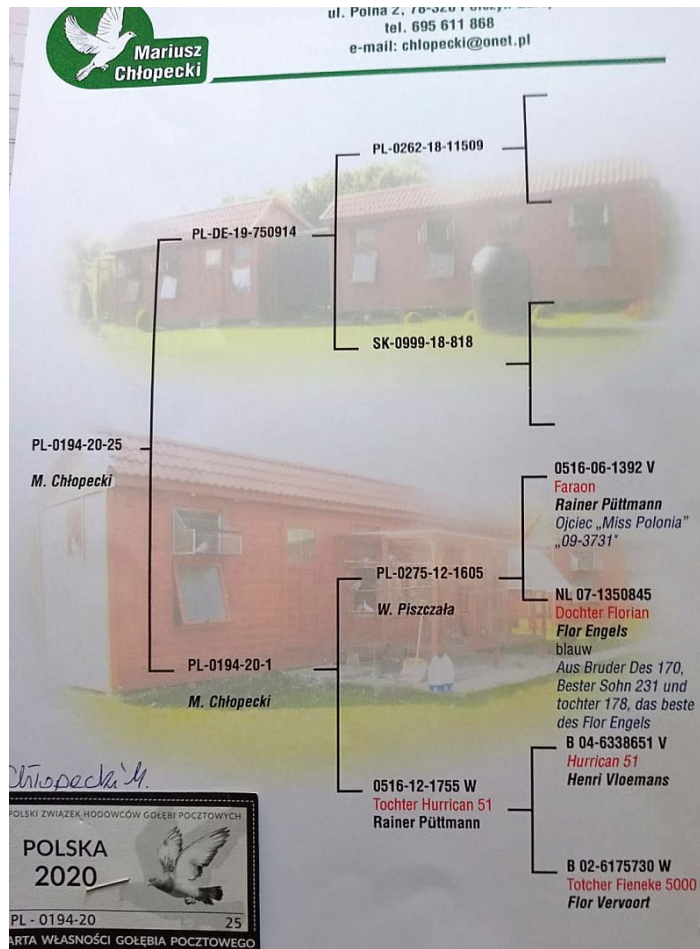 Mariusz
Chłopecki
ul. Polna 2, 78-320
tel. 695 611 868
e-mail: chlopecki@onet.pl
PL-0262-18-11509
PL-DE-19-750914
SK-0999-18-818
PL-0194-20-25
M. Chłopecki
0516-06-1392 V
Faraon
Rainer Püttmann
Ojciec „Miss Polonia"
„09-3731"
PL-0275-12-1605
W. Piszczała
NL 07-1350845
Dochter Florian
Flor Engels
blauw
Aus Bruder Des 170,
Bester Sohn 231 und
tochter 178, das beste
des Flor Engels
PL-0194-20-1
M. Chłopecki
B 04-6338651 V
Hurrican 51
Henri Vloemans
0516-12-1755 W
Tochter Hurrican 51
Rainer Püttmann
B 02-6175730 W
Totcher Fieneke 5000
Flor Vervoort
Chłopecki M.
POLSKI ZWIĄZEK HODOWCÓW GOŁĘBI POCZTOWYCH
POLSKA
2020
PL - 0194-20 25
ARTA WŁASNOŚCI GOŁĘBIA POCZTOWEGO